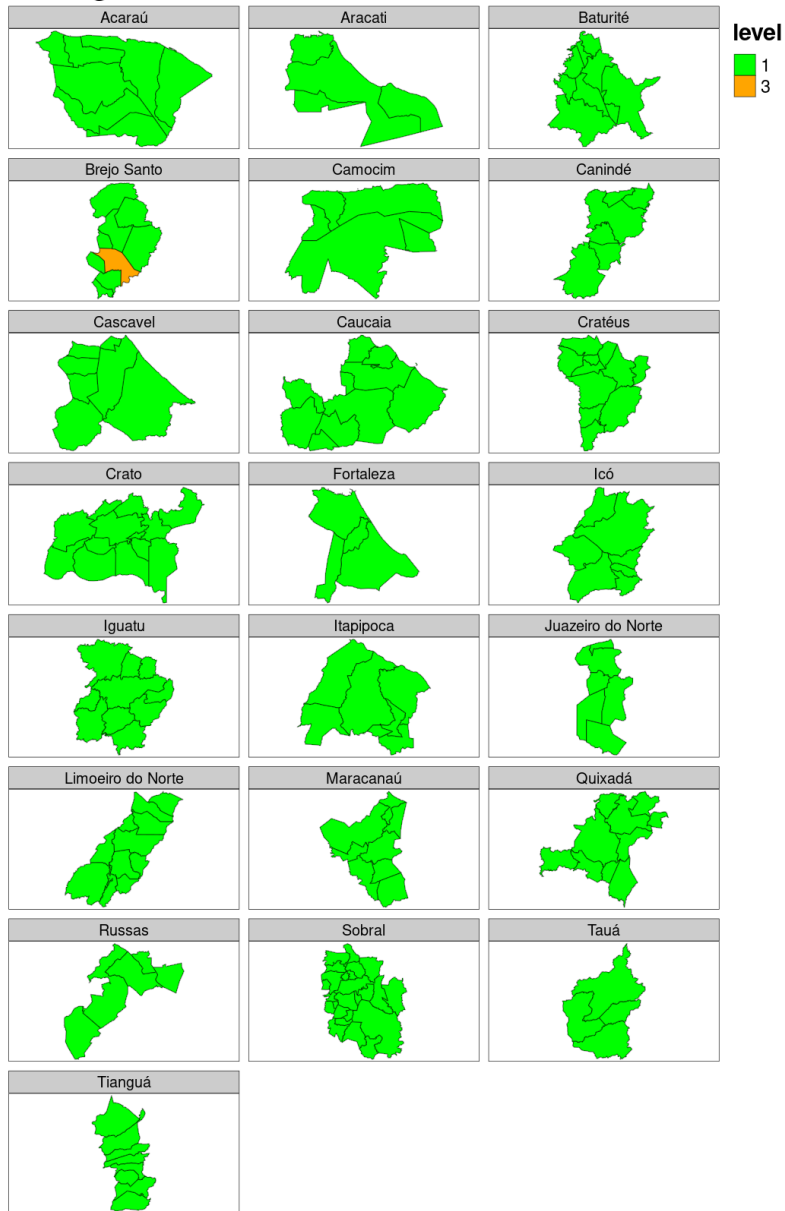 Acaraú
Aracati
Baturité
level
1
3
Brejo Santo
Camocim
Canindé
Cascavel
Caucaia
Cratéus
Crato
Fortaleza
Icó
Iguatu
Itapipoca
Juazeiro do Norte
Limoeiro do Norte
Maracanaú
Quixadá
Russas
Sobral
Tauá
Tianguá